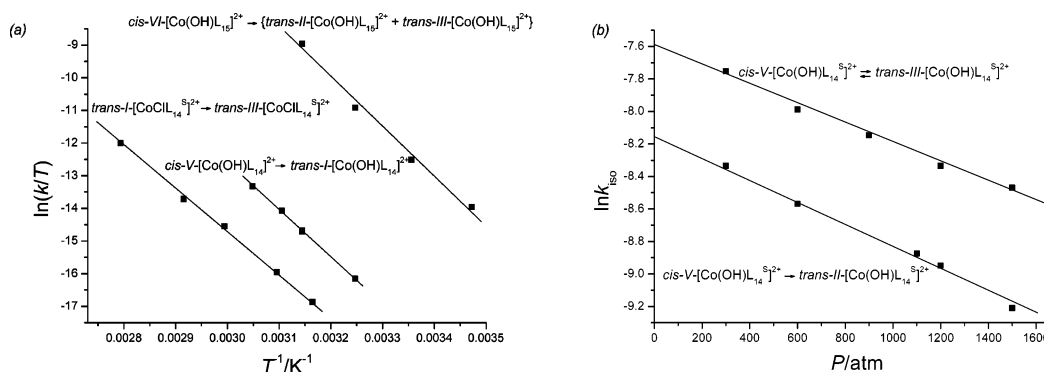 (a)
cis-VI-[Co(OH)L15]2+ → {trans-II-[Co(OH)L15]2+ + trans-III-[Co(OH)L15]2+}
trans-I-[CoClL14S]2+ → trans-III-[CoClL14S]2+
cis-V-[Co(OH)L14]2+ → trans-I-[Co(OH)L14]2+
ln(k/T)
-9
-10
-11
-12
-13
-14
-15
-16
-17
0.0028 0.0029 0.0030 0.0031 0.0032 0.0033 0.0034 0.0035
T-1/K-1
(b)
cis-V-[Co(OH)L14S]2+ ⇌ trans-III-[Co(OH)L14S]2+
cis-V-[Co(OH)L14S]2+ → trans-II-[Co(OH)L14S]2+
lnkiso
-7.6
-7.8
-8.0
-8.2
-8.4
-8.6
-8.8
-9.0
-9.2
0 200 400 600 800 1000 1200 1400 1600
P/atm